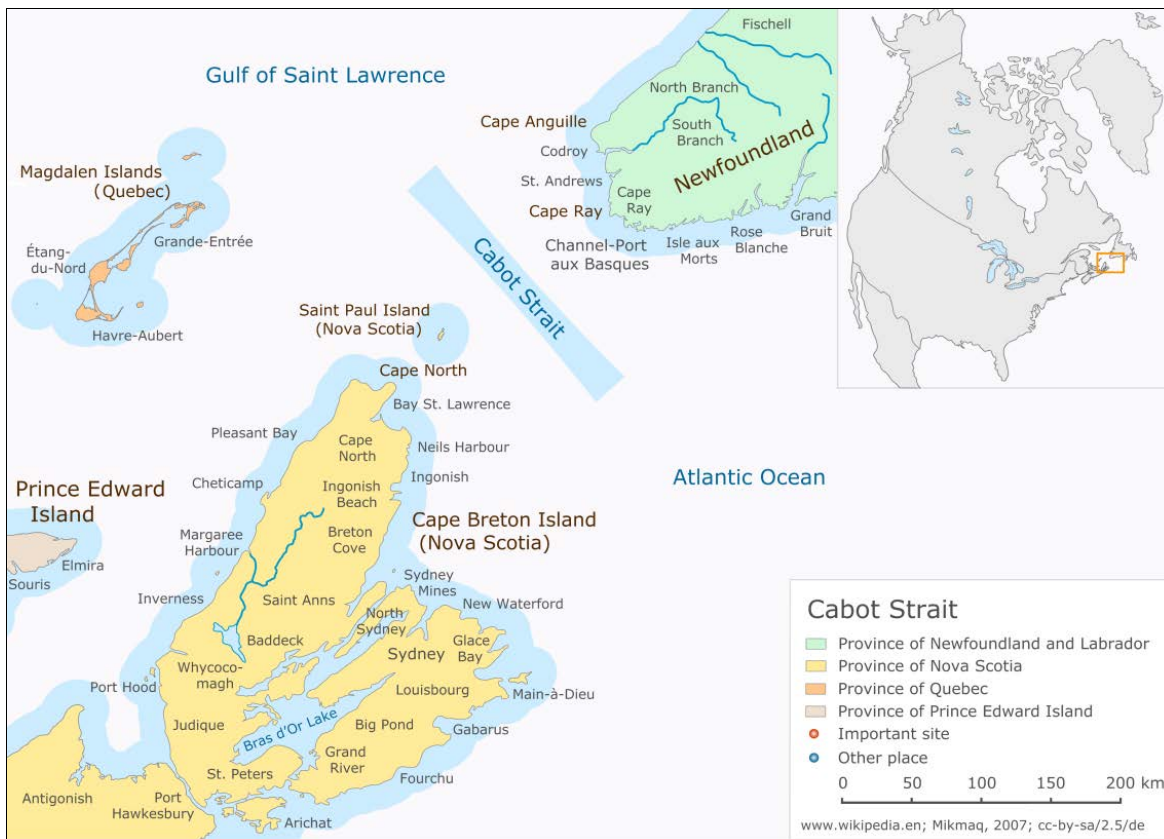 Gulf of Saint Lawrence
Fischell
North Branch
Cape Anguille
South
Branch
Codroy
Newfoundland
St. Andrews
Cape
Ray
Cape Ray
Grand
Bruit
Rose
Blanche
Isle aux
Morts
Channel-Port
aux Basques
Magdalen Islands
(Quebec)
Grande-Entrée
Étang-
du-Nord
Havre-Aubert
Cabot Strait
Saint Paul Island
(Nova Scotia)
Cape North
Bay St. Lawrence
Pleasant Bay
Cape
North
Neils Harbour
Cheticamp
Ingonish
Beach
Ingonish
Atlantic Ocean
Prince Edward
Island
Cape Breton Island
(Nova Scotia)
Margaree
Harbour
Breton
Cove
Elmira
Souris
Sydney
Mines
Inverness
Saint Anns
New Waterford
North
Sydney
Baddeck
Glace
Bay
Sydney
Whycoco-
magh
Port Hood
Louisbourg
Main-à-Dieu
Judique
Bras d'Or Lake
Big Pond
Gabarus
Grand
River
St. Peters
Fourchu
Antigonish
Port
Hawkesbury
Arichat
Cabot Strait
Province of Newfoundland and Labrador
Province of Nova Scotia
Province of Quebec
Province of Prince Edward Island
Important site
Other place
0 50 100 150 200 km
www.wikipedia.en; Mikmaq, 2007; cc-by-sa/2.5/de